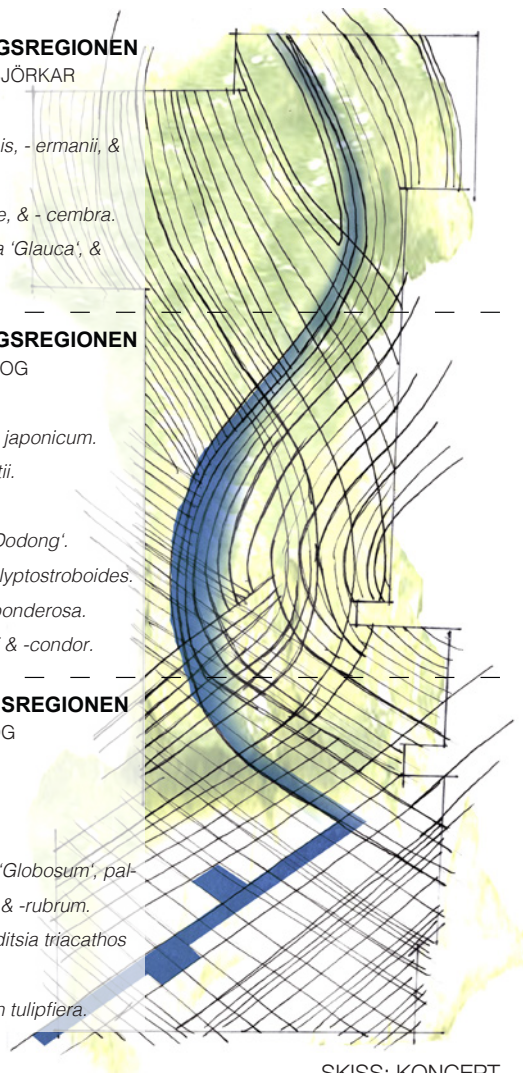 GSREGIONEN
JÖRKAR
is, - ermanii, &
e, & - cembra.
a ‘Glauca‘, &
GSREGIONEN
OG
japonicum.
tii.
Dodong‘.
lyptostroboides.
ponderosa.
& -condor.
SREGIONEN
OG
‘Globosum‘, pal-
& -rubrum.
ditsia triacathos
n tulipfiera.
SKISS: KONCEPT